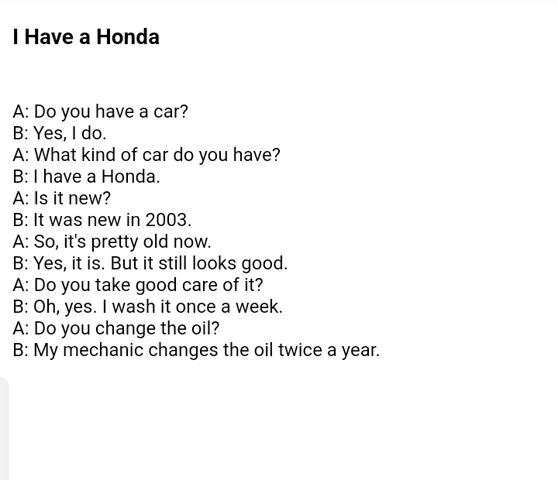 I Have a Honda
A: Do you have a car?
B: Yes, I do.
A: What kind of car do you have?
B: I have a Honda.
A: Is it new?
B: It was new in 2003.
A: So, it's pretty old now.
B: Yes, it is. But it still looks good.
A: Do you take good care of it?
B: Oh, yes. I wash it once a week.
A: Do you change the oil?
B: My mechanic changes the oil twice a year.